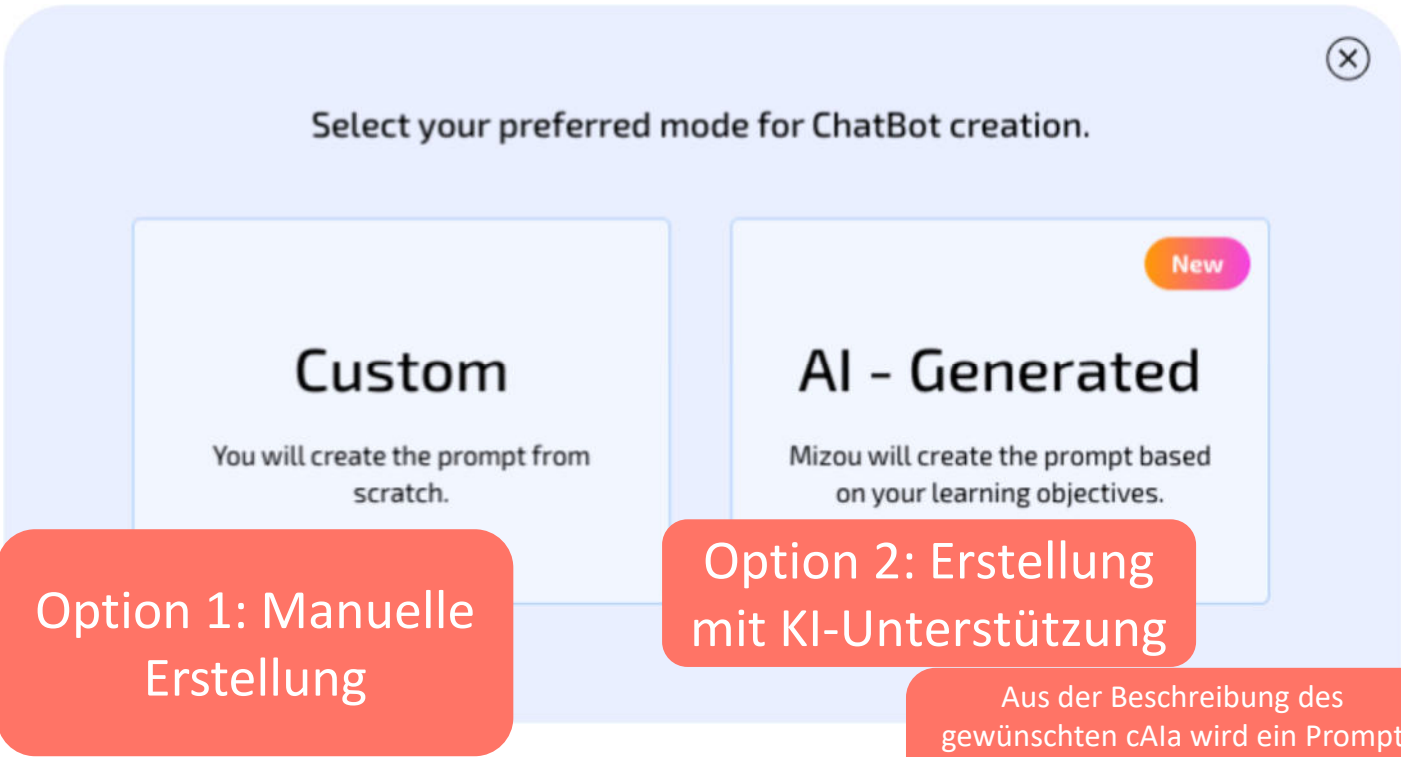 Select your preferred mode for ChatBot creation.
New
Custom
You will create the prompt from
scratch.
AI - Generated
Mizou will create the prompt based
on your learning objectives.
Option 1: Manuelle
Erstellung
Option 2: Erstellung
mit KI-Unterstützung
Aus der Beschreibung des
gewünschten cAIa wird ein Prompt